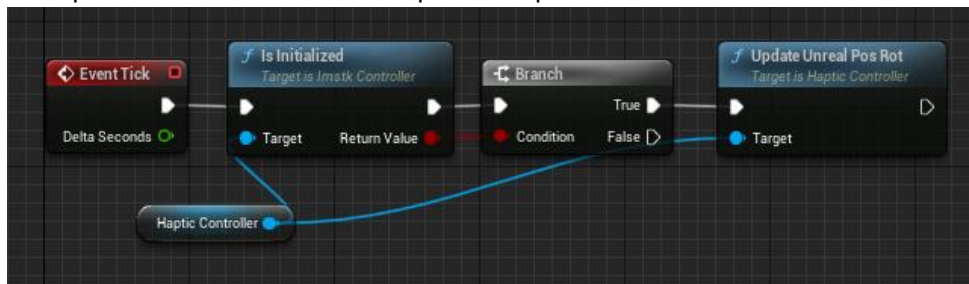 Event Tick
Delta Seconds
Is Initialized
Target is Imstk Controller
Target
Return Value
Branch
Condition
True
False
Update Unreal Pos Rot
Target is Haptic Controller
Target
Haptic Controller